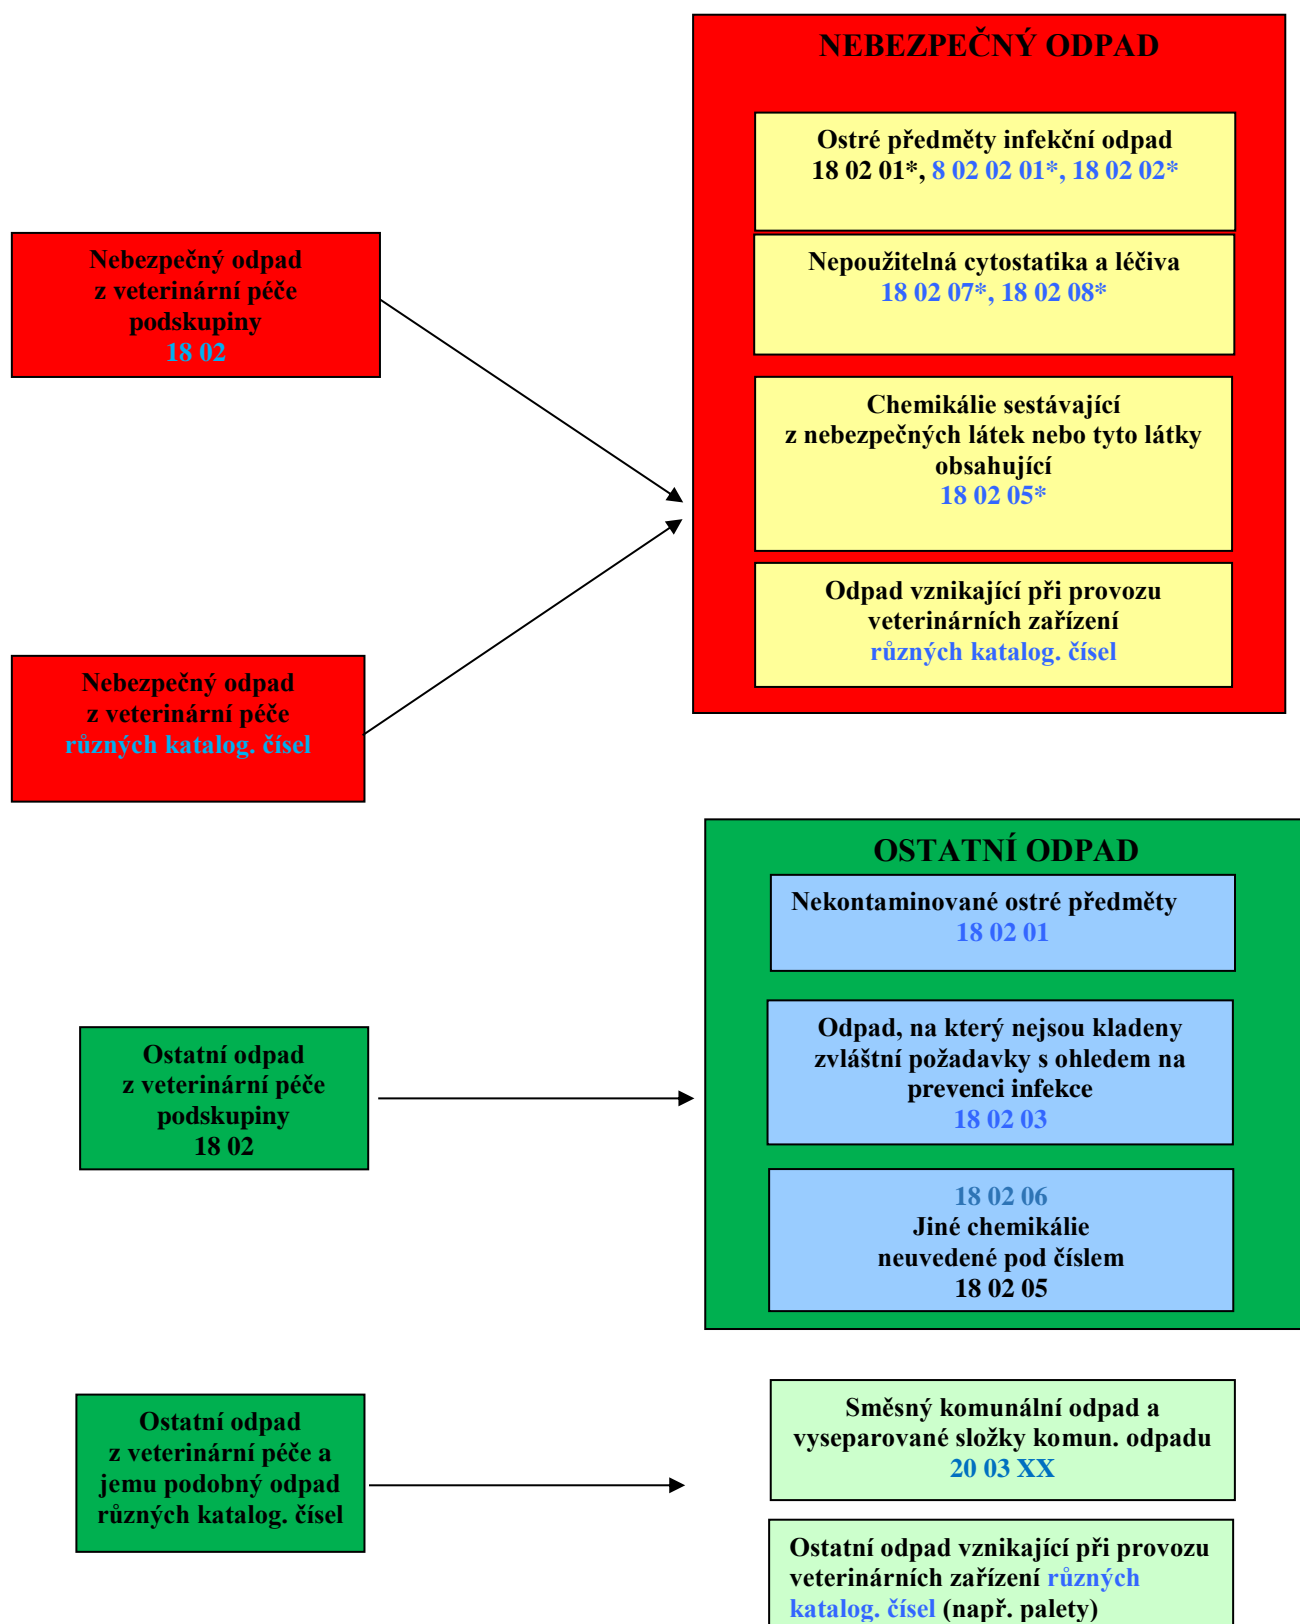 NEBEZPEČNÝ ODPAD
Ostré předměty infekční odpad
18 02 01*, 8 02 02 01*, 18 02 02*
Nepoužitelná cytostatika a léčiva
18 02 07*, 18 02 08*
Chemikálie sestávající
z nebezpečných látek nebo tyto látky
obsahující
18 02 05*
Odpad vznikající při provozu
veterinárních zařízení
různých katalog. čísel
Nebezpečný odpad
z veterinární péče
podskupiny
18 02
Nebezpečný odpad
z veterinární péče
různých katalog. čísel
OSTATNÍ ODPAD
Nekontaminované ostré předměty
18 02 01
Odpad, na který nejsou kladeny
zvláštní požadavky s ohledem na
prevenci infekce
18 02 03
18 02 06
Jiné chemikálie
neuvedené pod číslem
18 02 05
Ostatní odpad
z veterinární péče
podskupiny
18 02
Ostatní odpad
z veterinární péče a
jemu podobný odpad
různých katalog. čísel
Směsný komunální odpad a
vyseparované složky komun. odpadu
20 03 XX
Ostatní odpad vznikající při provozu
veterinárních zařízení různých
katalog. čísel (např. palety)